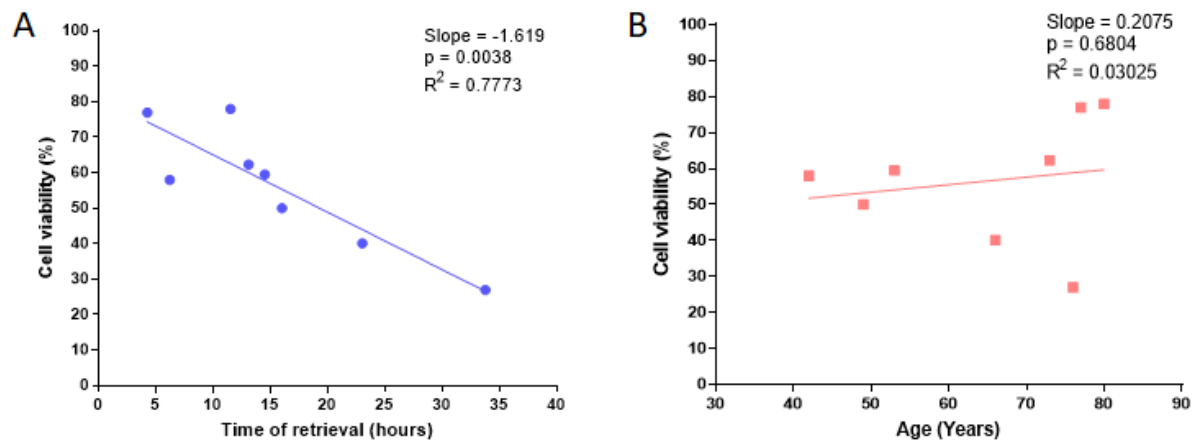 A
Slope = -1.619
p = 0.0038
R² = 0.7773
100
90
80
70
60
50
40
30
20
10
0
Cell viability (%)
0 5 10 15 20 25 30 35 40
Time of retrieval (hours)
B
Slope = 0.2075
p = 0.6804
R² = 0.03025
100
90
80
70
60
50
40
30
20
10
0
Cell viability (%)
30 40 50 60 70 80 90
Age (Years)